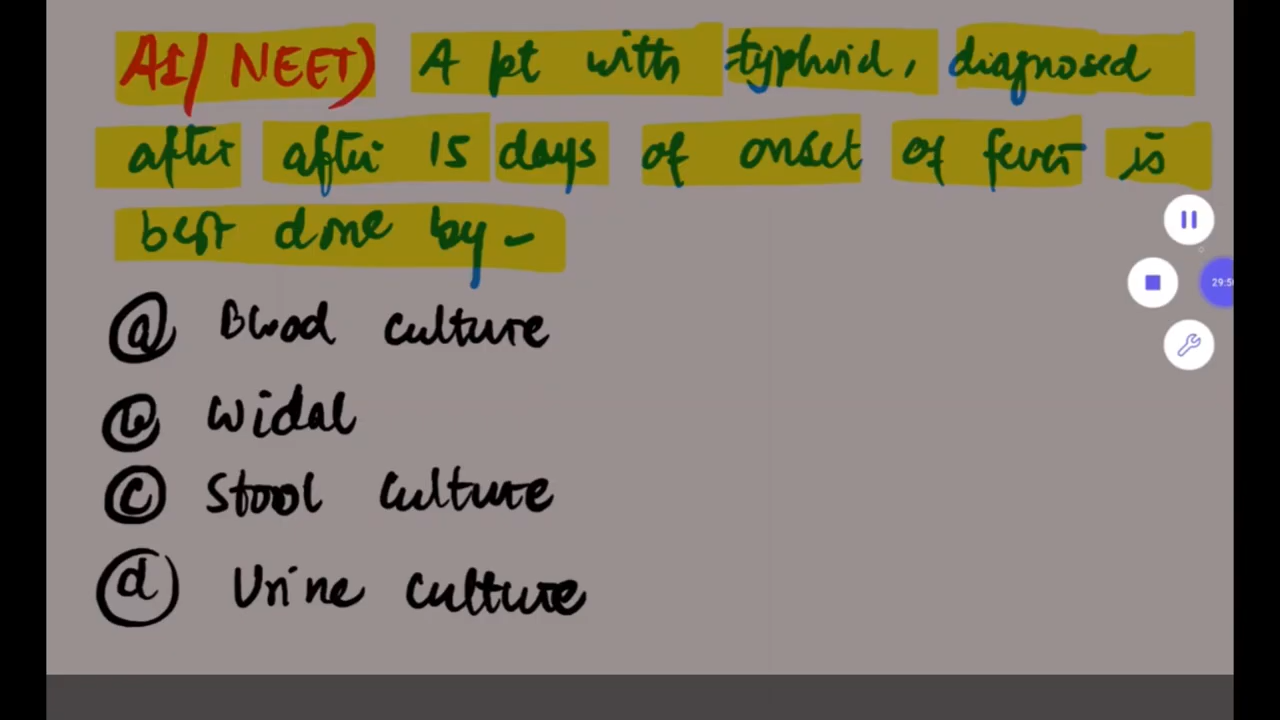 AI/ NEET) A pt with typhoid, diagnosed
after after 15 days of onset of fever is
best done by -
(a) Blood culture
(b) Widal
(c) Stool culture
(d) Urine culture